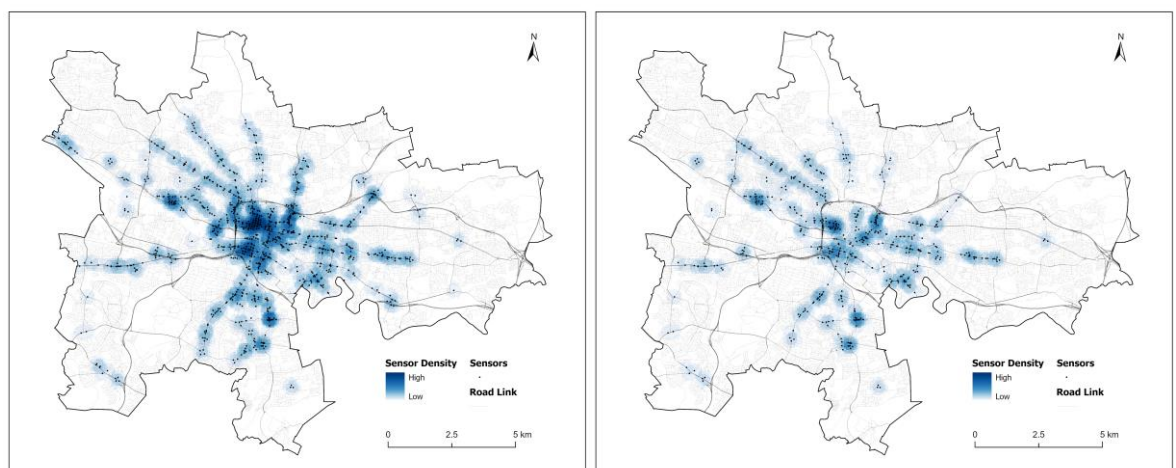 N
Sensor Density Sensors
High
Low
Road Link
0 2.5 5 km
N
Sensor Density Sensors
High
Low
Road Link
0 2.5 5 km